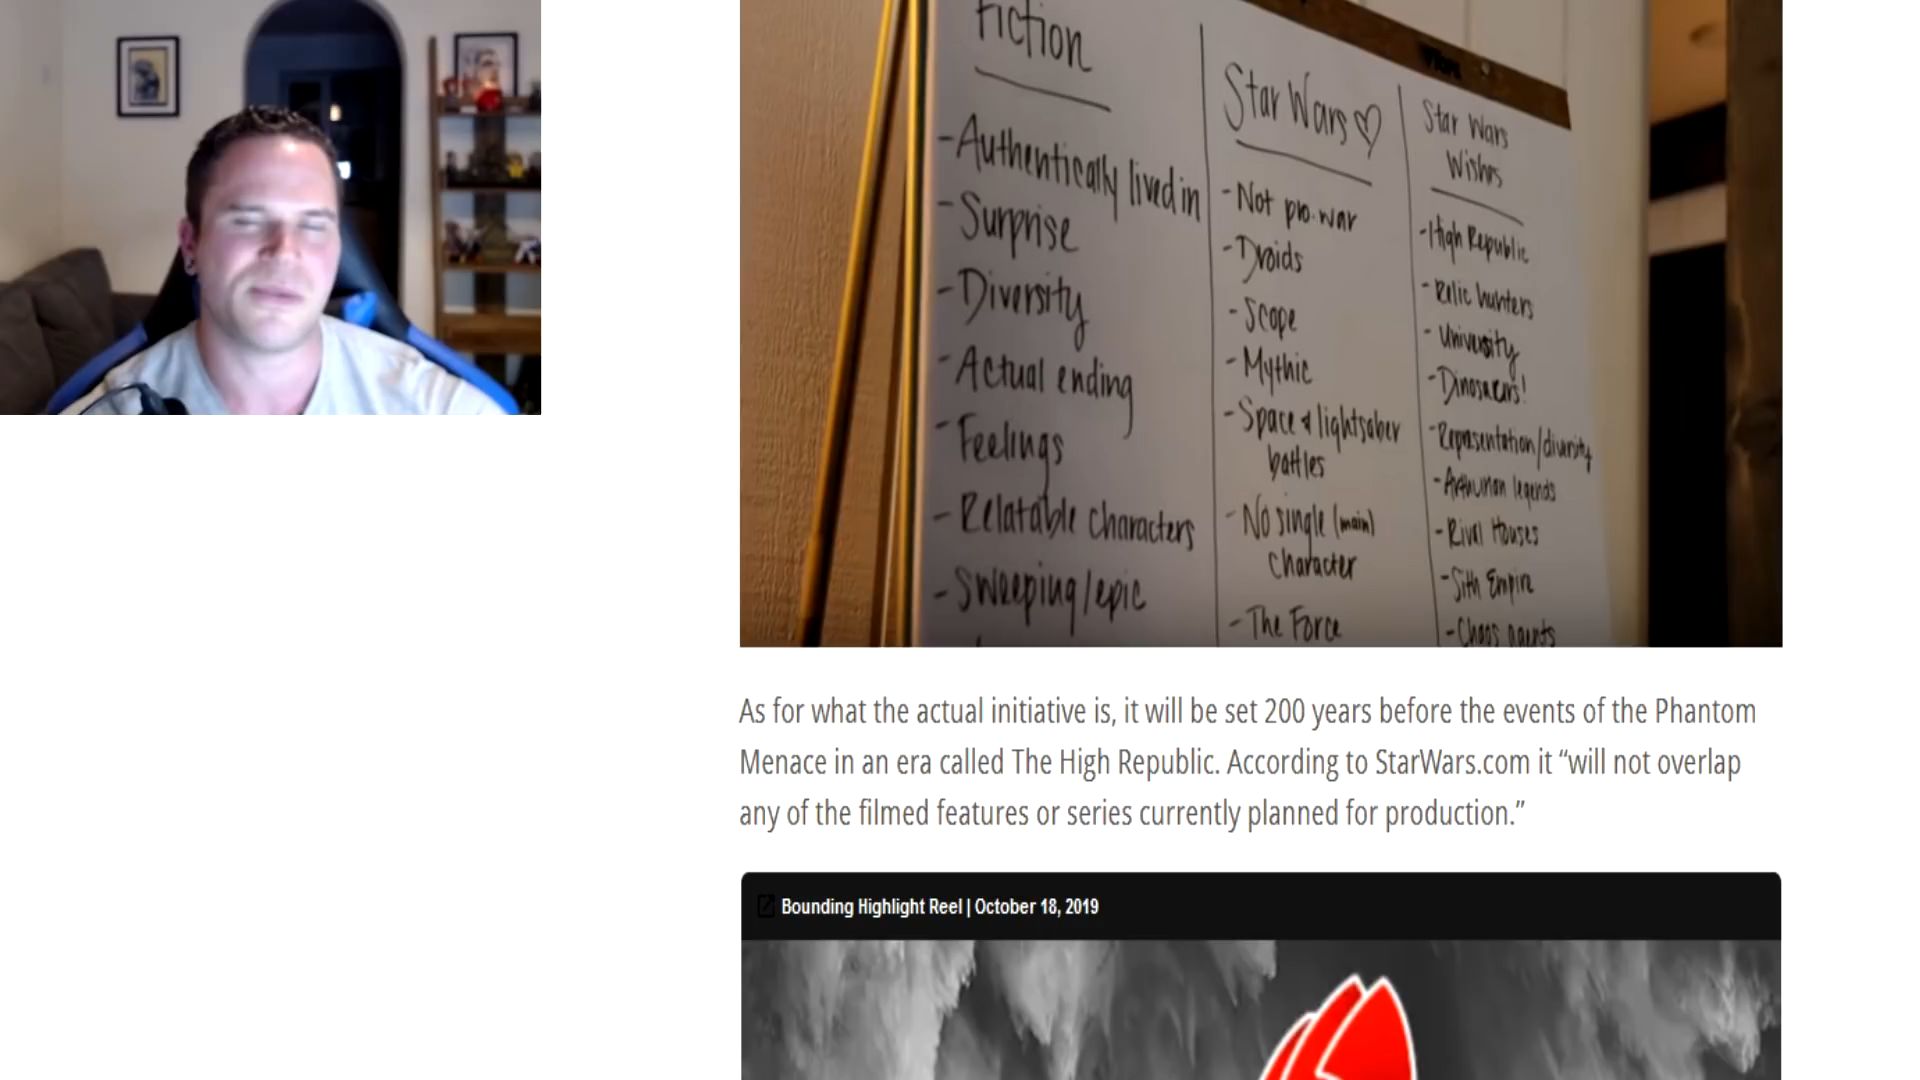 Fiction
- Authentically lived in
- Surprise
- Diversity
- Actual ending
- Feelings
- Relatable characters
- Sweeping/epic
Star Wars ♡
- Not pro-war
- Droids
- Scope
- Mythic
- Space & lightsaber
battles
- No single (main)
character
- The Force
Star Wars
Wishes
- High Republic
- Relic hunters
- University
- Dinosaurs!
- Representation/diversity
- Arthurian legends
- Rival Houses
- Sith Empire
- Chaos agents
As for what the actual initiative is, it will be set 200 years before the events of the Phantom
Menace in an era called The High Republic. According to StarWars.com it “will not overlap
any of the filmed features or series currently planned for production.”
Bounding Highlight Reel | October 18, 2019